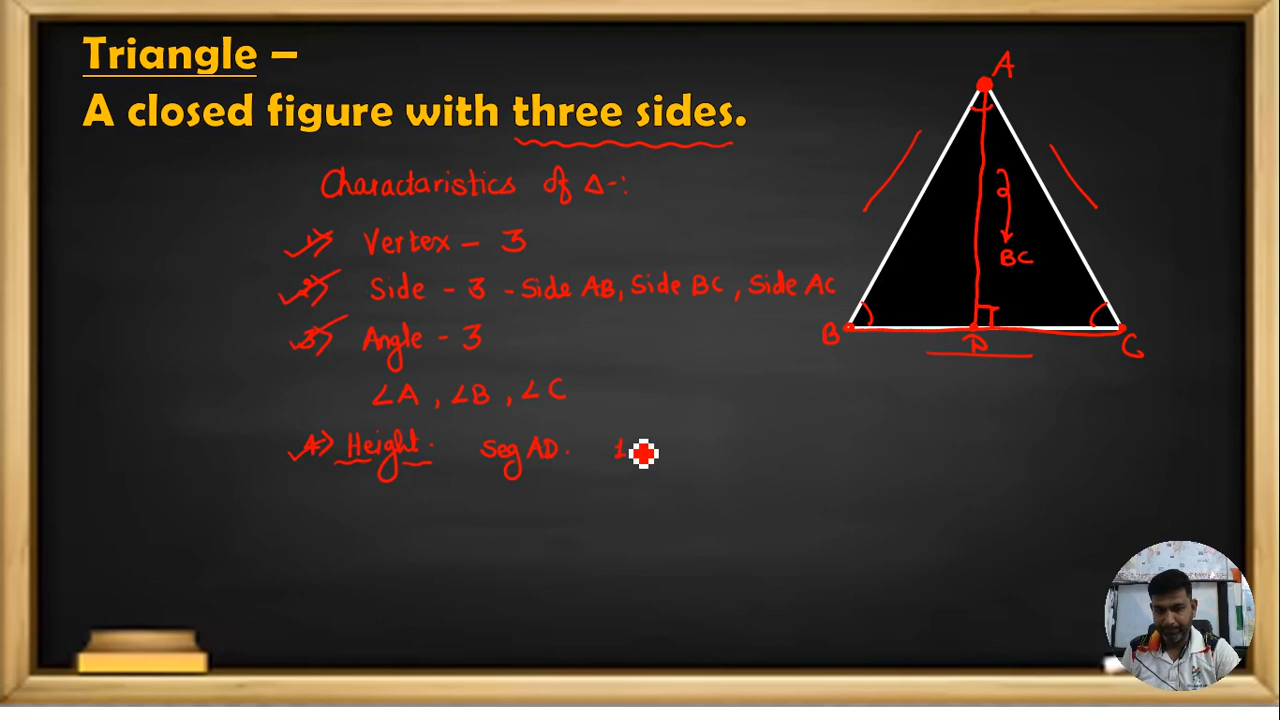 Triangle –
A closed figure with three sides.
Charactaristics of Δ-:
1) Vertex - 3
2) Side - 3 - Side AB, Side BC, Side AC
3) Angle - 3
∠A, ∠B, ∠C
4) Height. seg AD. 1
A
BC
B D C